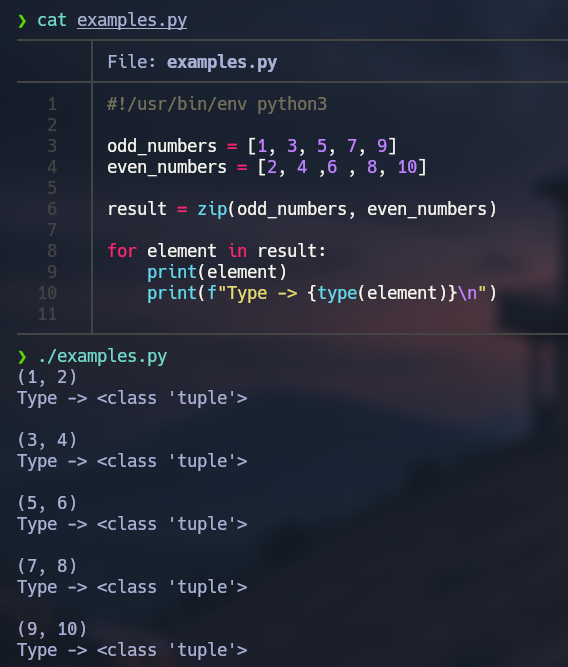 ❯ cat examples.py
File: examples.py
1 #!/usr/bin/env python3
2
3 odd_numbers = [1, 3, 5, 7, 9]
4 even_numbers = [2, 4 ,6 , 8, 10]
5
6 result = zip(odd_numbers, even_numbers)
7
8 for element in result:
9     print(element)
10     print(f"Type -> {type(element)}\n")
11
❯ ./examples.py
(1, 2)
Type -> <class 'tuple'>

(3, 4)
Type -> <class 'tuple'>

(5, 6)
Type -> <class 'tuple'>

(7, 8)
Type -> <class 'tuple'>

(9, 10)
Type -> <class 'tuple'>